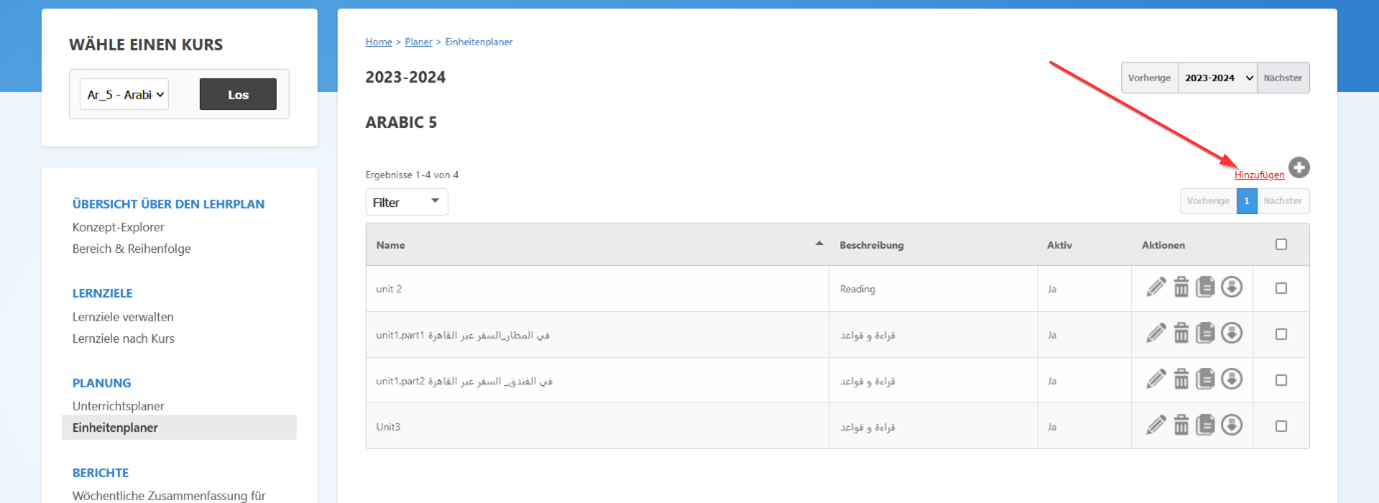 WÄHLE EINEN KURS
Ar_5 - Arabi
Los
ÜBERSICHT ÜBER DEN LEHRPLAN
Konzept-Explorer
Bereich & Reihenfolge
LERNZIELE
Lernziele verwalten
Lernziele nach Kurs
PLANUNG
Unterrichtsplaner
Einheitenplaner
BERICHTE
Wöchentliche Zusammenfassung für
Home > Planer > Einheitenplaner
2023-2024
Vorherige 2023-2024 Nächster
ARABIC 5
Ergebnisse 1-4 von 4
Hinzufügen
Filter
Vorherige 1 Nächster
Name Beschreibung Aktiv Aktionen
unit 2 Reading Ja
unit1.part1 في المطار_السفر عبر القاهرة قراءة و قواعد Ja
unit1.part2 في الفندق_ السفر عبر القاهرة قراءة و قواعد Ja
Unit3 قراءة و قواعد Ja